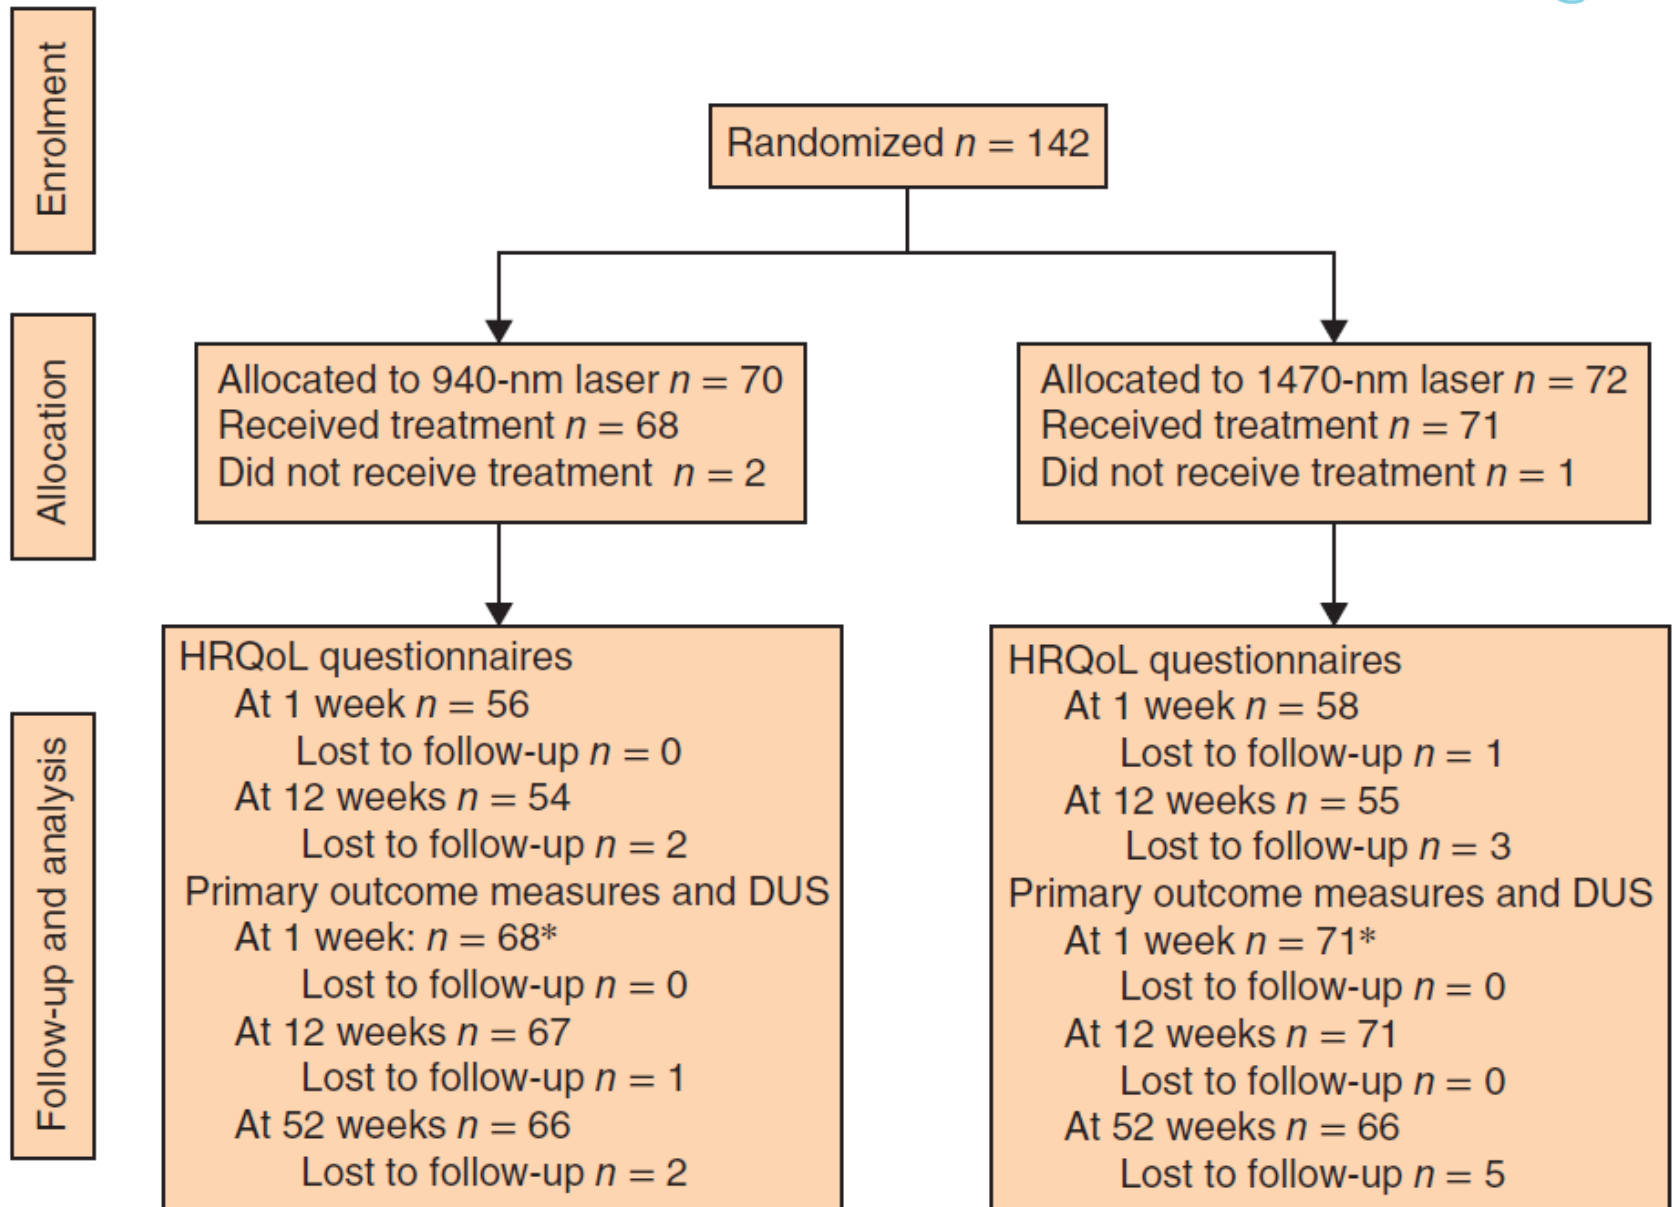 Enrolment
Randomized n = 142
Allocation
Allocated to 940-nm laser n = 70
Received treatment n = 68
Did not receive treatment n = 2
Allocated to 1470-nm laser n = 72
Received treatment n = 71
Did not receive treatment n = 1
Follow-up and analysis
HRQoL questionnaires
At 1 week n = 56
Lost to follow-up n = 0
At 12 weeks n = 54
Lost to follow-up n = 2
Primary outcome measures and DUS
At 1 week: n = 68*
Lost to follow-up n = 0
At 12 weeks n = 67
Lost to follow-up n = 1
At 52 weeks n = 66
Lost to follow-up n = 2
HRQoL questionnaires
At 1 week n = 58
Lost to follow-up n = 1
At 12 weeks n = 55
Lost to follow-up n = 3
Primary outcome measures and DUS
At 1 week n = 71*
Lost to follow-up n = 0
At 12 weeks n = 71
Lost to follow-up n = 0
At 52 weeks n = 66
Lost to follow-up n = 5